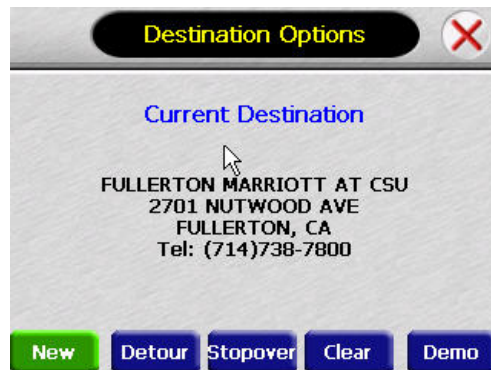 Destination Options
Current Destination
FULLERTON MARRIOTT AT CSU
2701 NUTWOOD AVE
FULLERTON, CA
Tel: (714)738-7800
New Detour Stopover Clear Demo